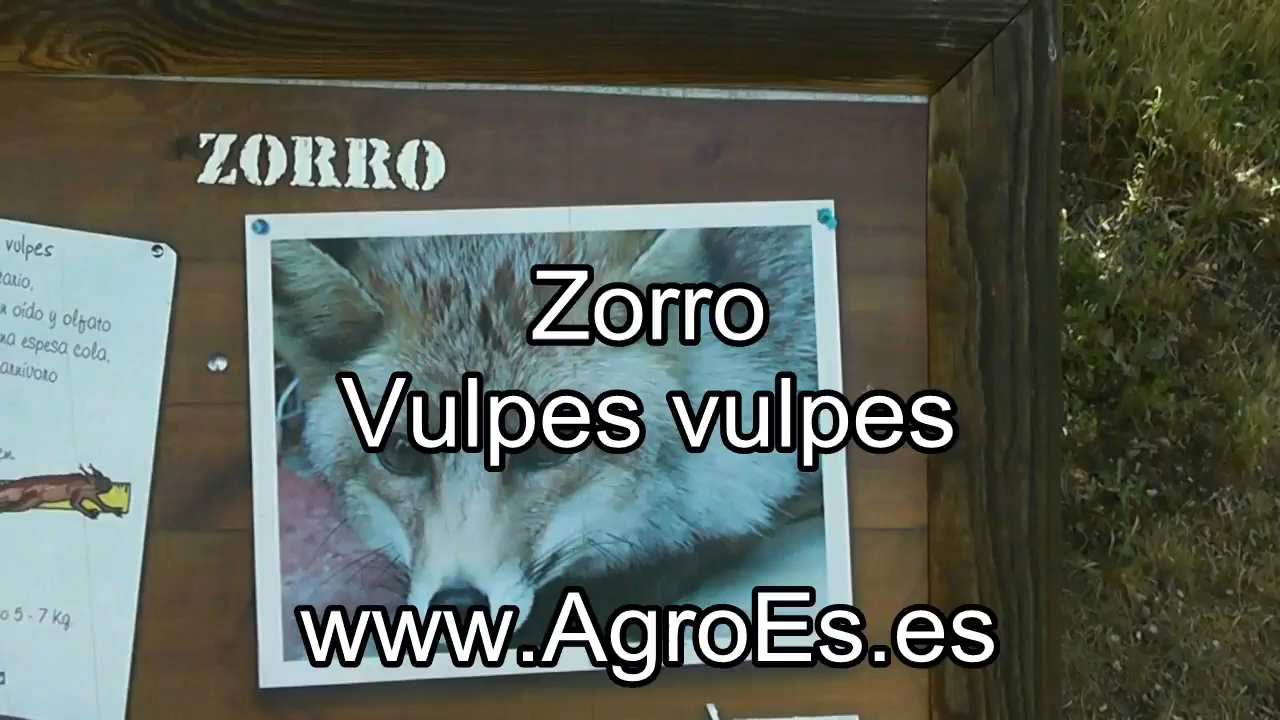 ZORRO
vulpes
oído y olfato
espesa cola,
5 - 7 Kg.
Zorro
Vulpes vulpes
www.AgroEs.es